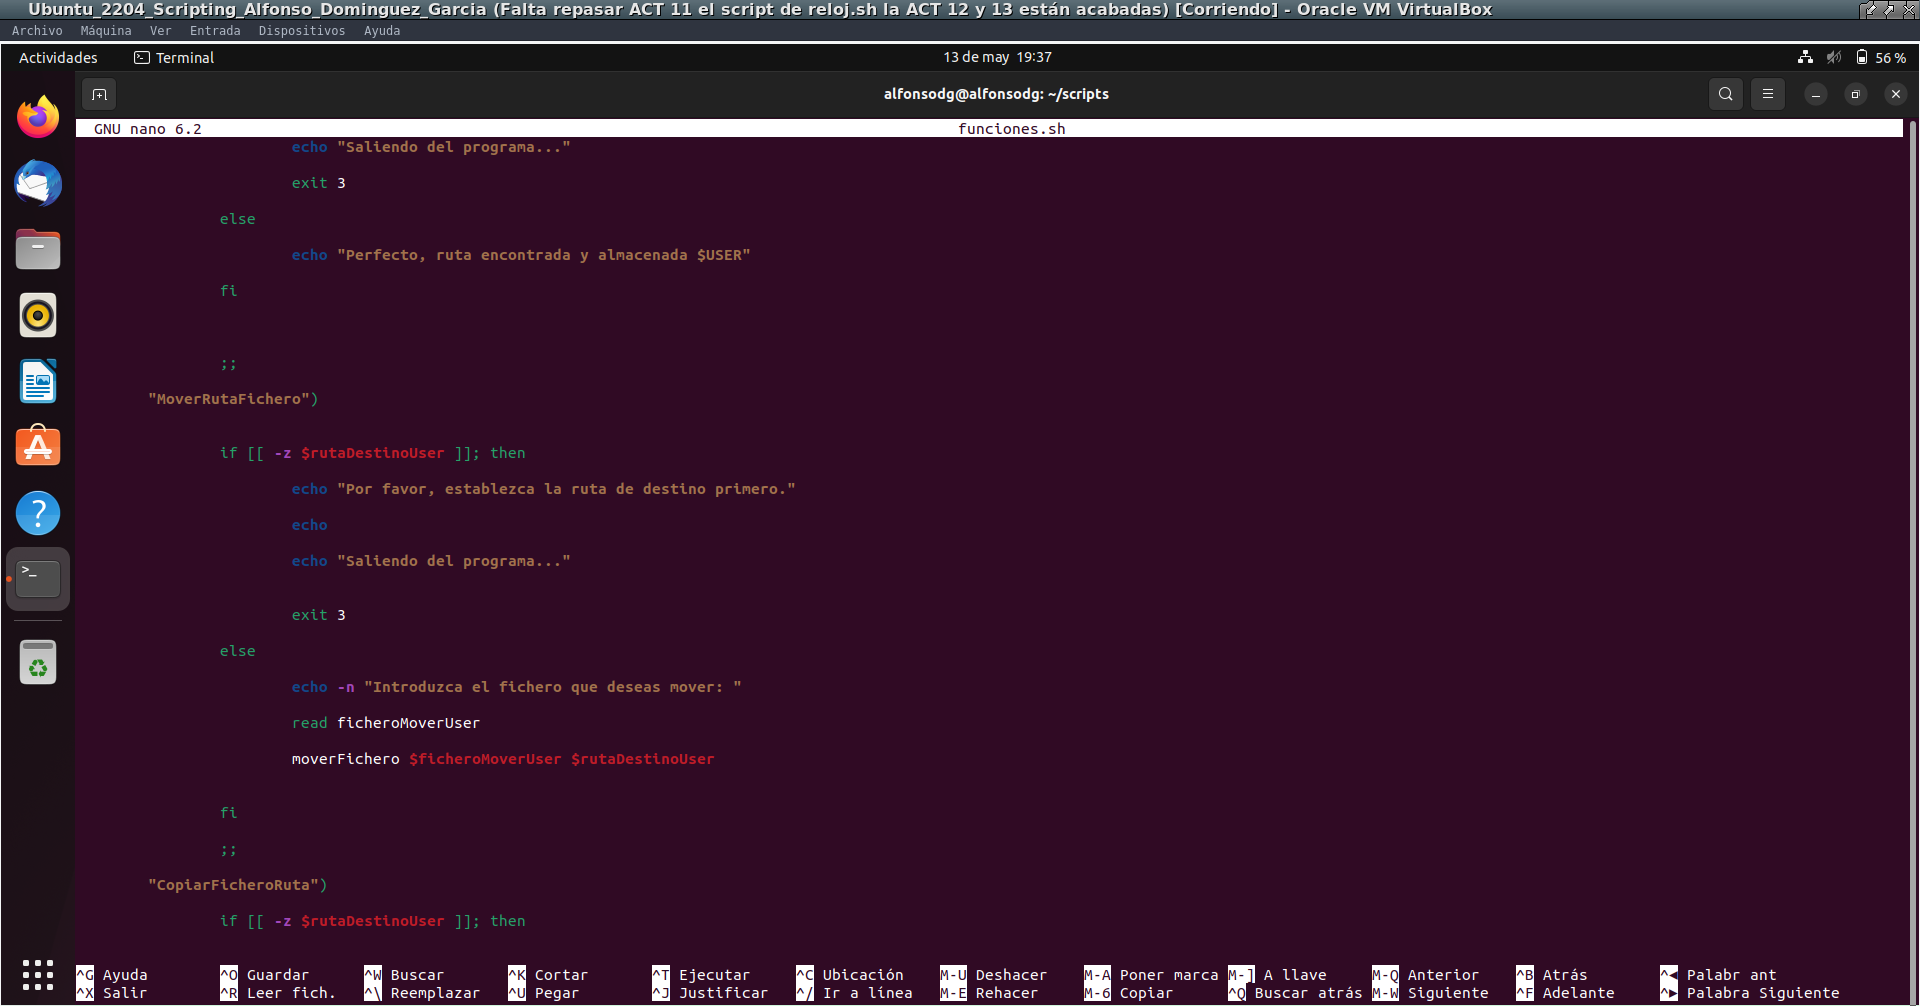 Ubuntu_2204_Scripting_Alfonso_Dominguez_Garcia (Falta repasar ACT 11 el script de reloj.sh la ACT 12 y 13 están acabadas) [Corriendo] - Oracle VM VirtualBox
Archivo Máquina Ver Entrada Dispositivos Ayuda
Actividades Terminal 13 de may 19:37 56 %
alfonsodg@alfonsodg: ~/scripts
GNU nano 6.2 funciones.sh
echo "Saliendo del programa..."
exit 3
else
echo "Perfecto, ruta encontrada y almacenada $USER"
fi
;;
"MoverRutaFichero")
if [[ -z $rutaDestinoUser ]]; then
echo "Por favor, establezca la ruta de destino primero."
echo
echo "Saliendo del programa..."
exit 3
else
echo -n "Introduzca el fichero que deseas mover: "
read ficheroMoverUser
moverFichero $ficheroMoverUser $rutaDestinoUser
fi
;;
"CopiarFicheroRuta")
if [[ -z $rutaDestinoUser ]]; then
^G Ayuda ^O Guardar ^W Buscar ^K Cortar ^T Ejecutar ^C Ubicación M-U Deshacer M-A Poner marca M-] A llave M-Q Anterior ^B Atrás ^◄ Palabr ant
^X Salir ^R Leer fich. ^\ Reemplazar ^U Pegar ^J Justificar ^/ Ir a línea M-E Rehacer M-6 Copiar ^Q Buscar atrás M-W Siguiente ^F Adelante ^► Palabra Siguiente